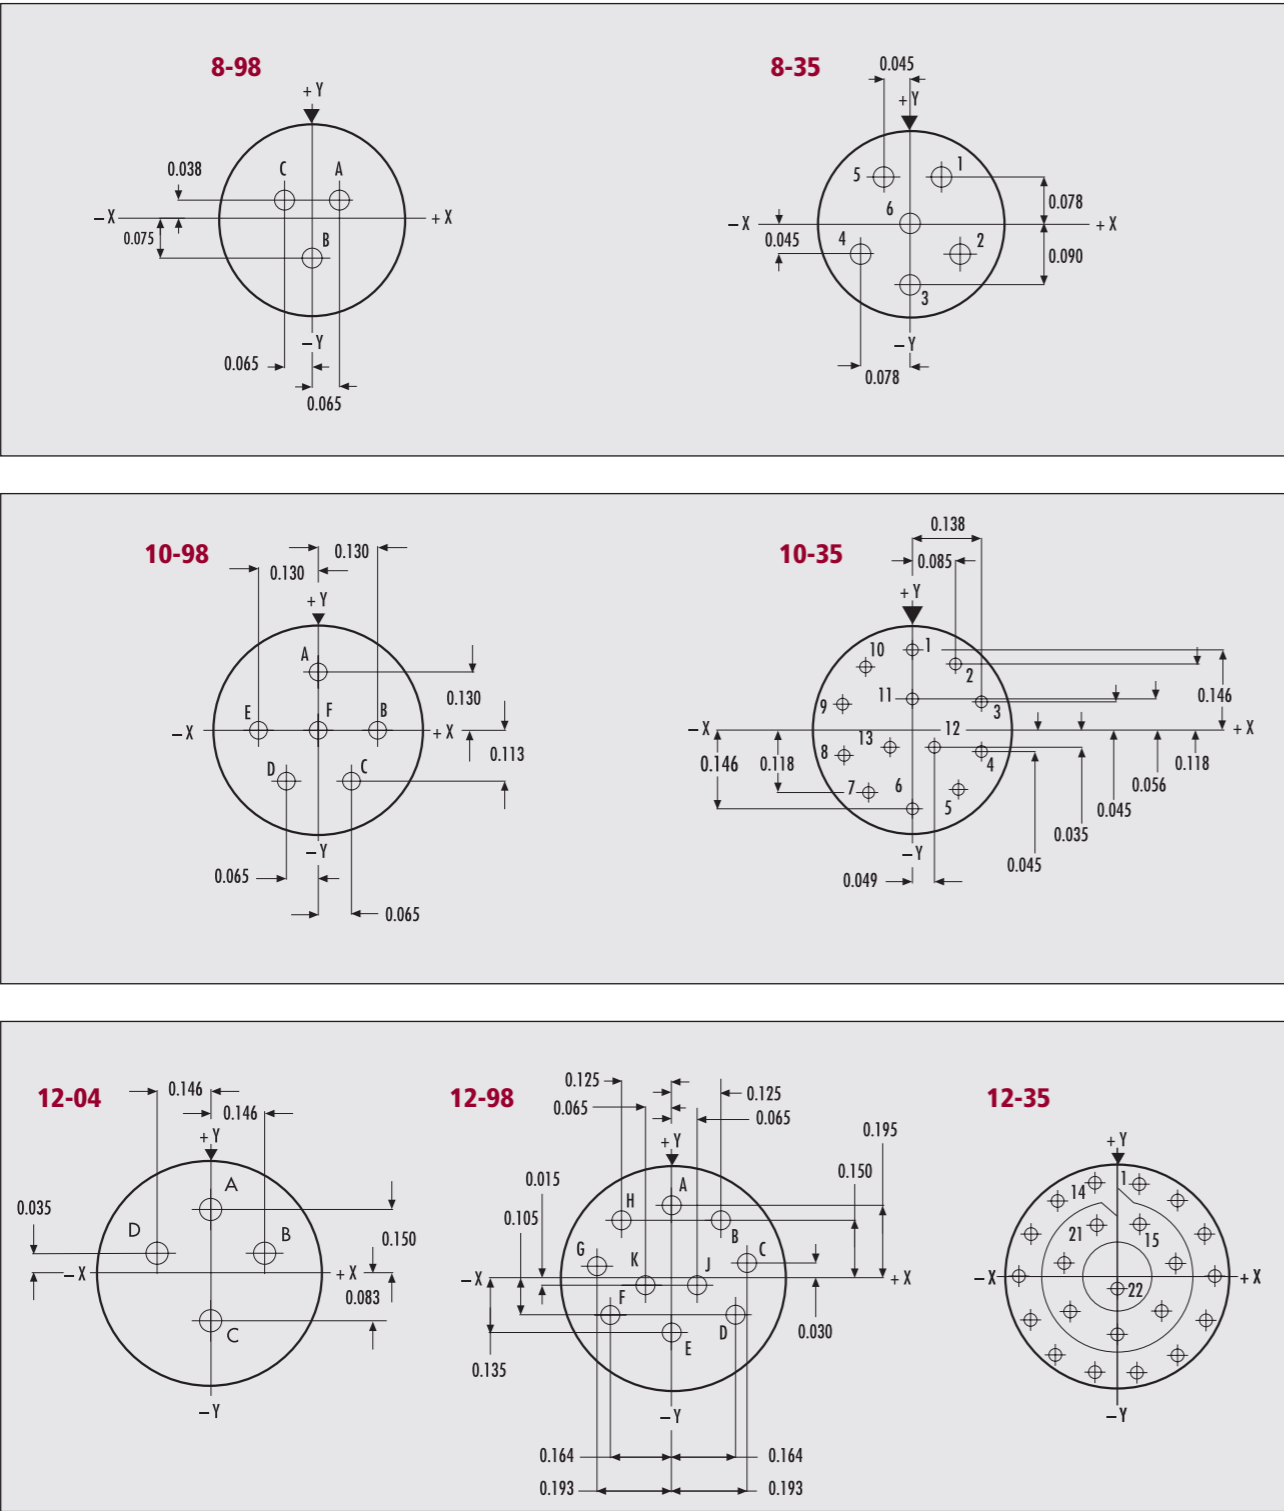 8-98
+ Y
C
A
0.038
– X
+ X
0.075
B
– Y
0.065
0.065
8-35
0.045
+ Y
5
1
0.078
6
– X
+ X
0.045
4
2
0.090
3
– Y
0.078
10-98
0.130
0.130
+ Y
A
0.130
E
F
B
– X
+ X
0.113
D
C
– Y
0.065
0.065
10-35
0.138
0.085
+ Y
1
10
2
11
3
0.146
9
– X
12
+ X
13
0.146
0.118
8
4
0.118
0.056
7
6
5
0.045
0.035
– Y
0.045
0.049
12-04
0.146
0.146
+ Y
A
0.035
D
B
0.150
– X
+ X
0.083
C
– Y
12-98
0.125
0.125
0.065
0.065
+ Y
0.195
0.150
0.015
H
A
0.105
B
G
K
J
C
– X
+ X
F
D
0.030
E
0.135
– Y
0.164
0.164
0.193
0.193
12-35
+ Y
14
1
21
15
– X
+ X
22
– Y